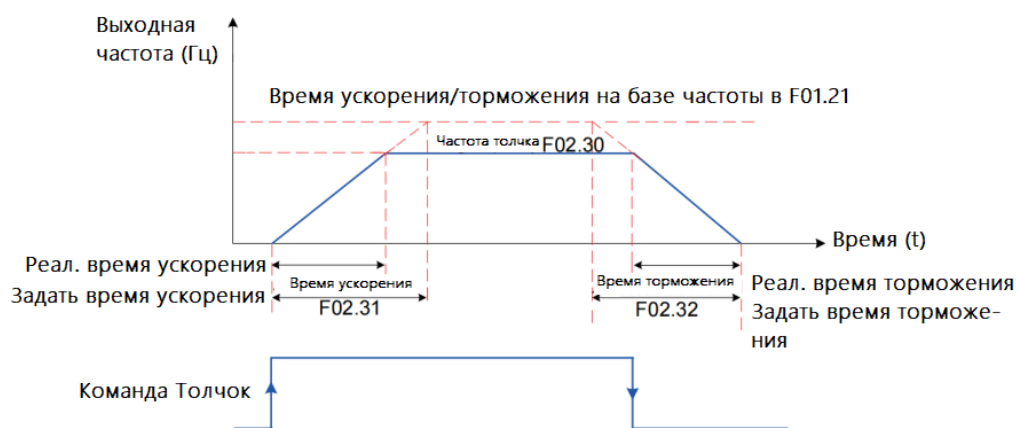 Выходная
частота (Гц)
Время ускорения/торможения на базе частоты в F01.21
Частота толчка F02.30
Время (t)
Реал. время ускорения
Задать время ускорения
Время ускорения
F02.31
Время торможения
F02.32
Реал. время торможения
Задать время торможе-
ния
Команда Толчок